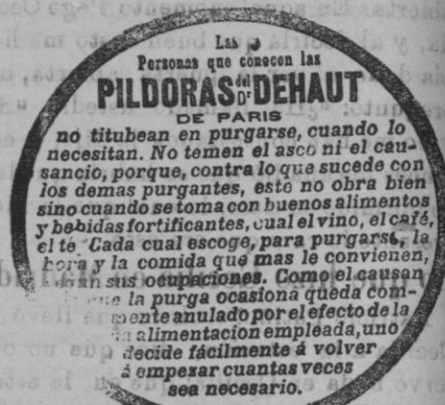 Las
Personas que conocen las
PILDORAS del Dr DEHAUT
DE PARIS
no titubean en purgarse, cuando lo
necesitan. No temen el asco ni el cau-
sancio, porque, contra lo que sucede con
los demas purgantes, este no obra bien
sino cuando se toma con buenos alimentos
y bebidas fortificantes, cual el vino, el café,
el té Cada cual escoge, para purgarse, la
hora y la comida que mas le convienen,
sus ocupaciones. Como el causan
la purga ocasiona queda com-
mente anulado por el efecto de la
alimentacion empleada, uno
decide fácilmente á volver
á empezar cuantas veces
sea necesario.